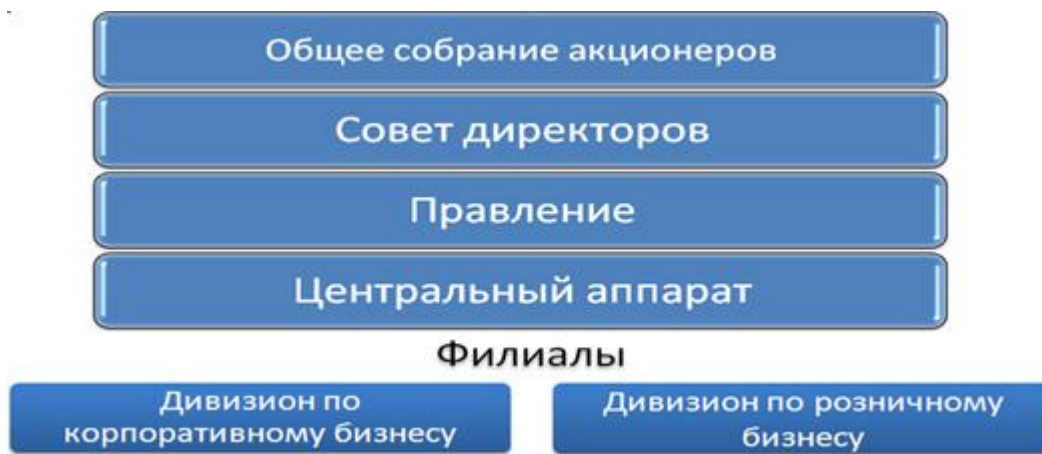 Общее собрание акционеров
Совет директоров
Правление
Центральный аппарат
Филиалы
Дивизион по
корпоративному бизнесу
Дивизион по розничному
бизнесу